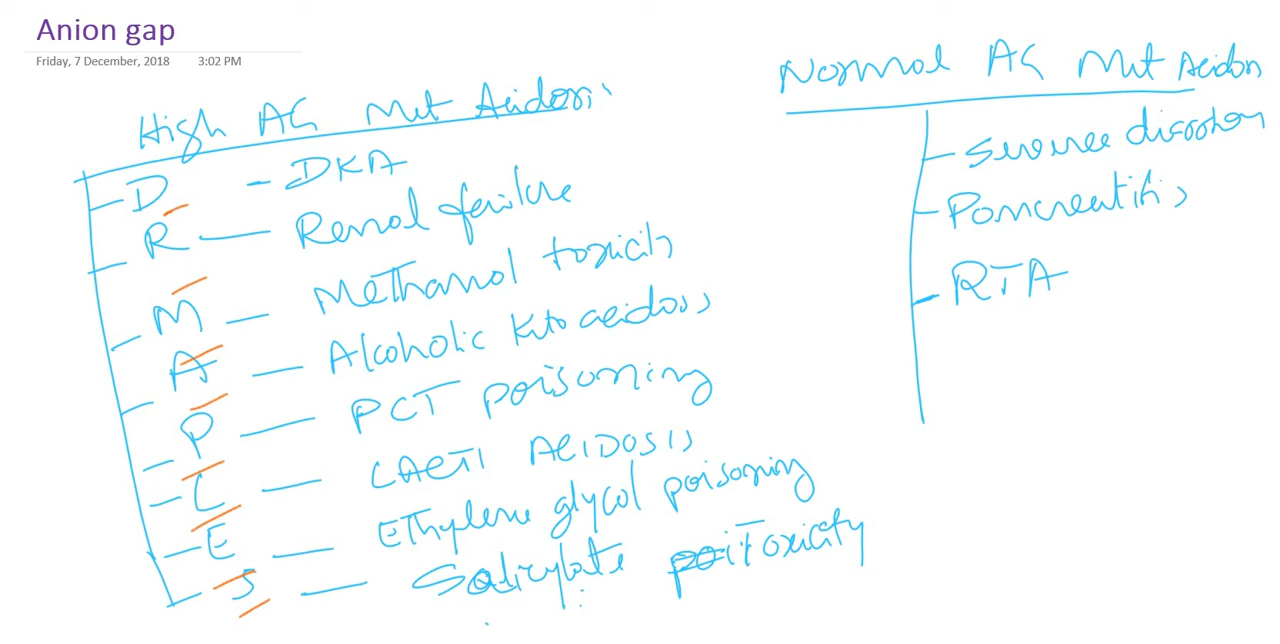 Anion gap
Friday, 7 December, 2018 3:02 PM
High AG Met Acidosis
D - DKA
R — Renal failure
M — Methanol toxicity
A — Alcoholic Keto acidosis
P — PCT poisoning
L — LACTI ACIDOSIS
E — Ethylene glycol poisoning
S — Salicylate Toxicity
Normal AG Met Acidosis
- Severe diarrhoea
- Pancreatitis
- RTA